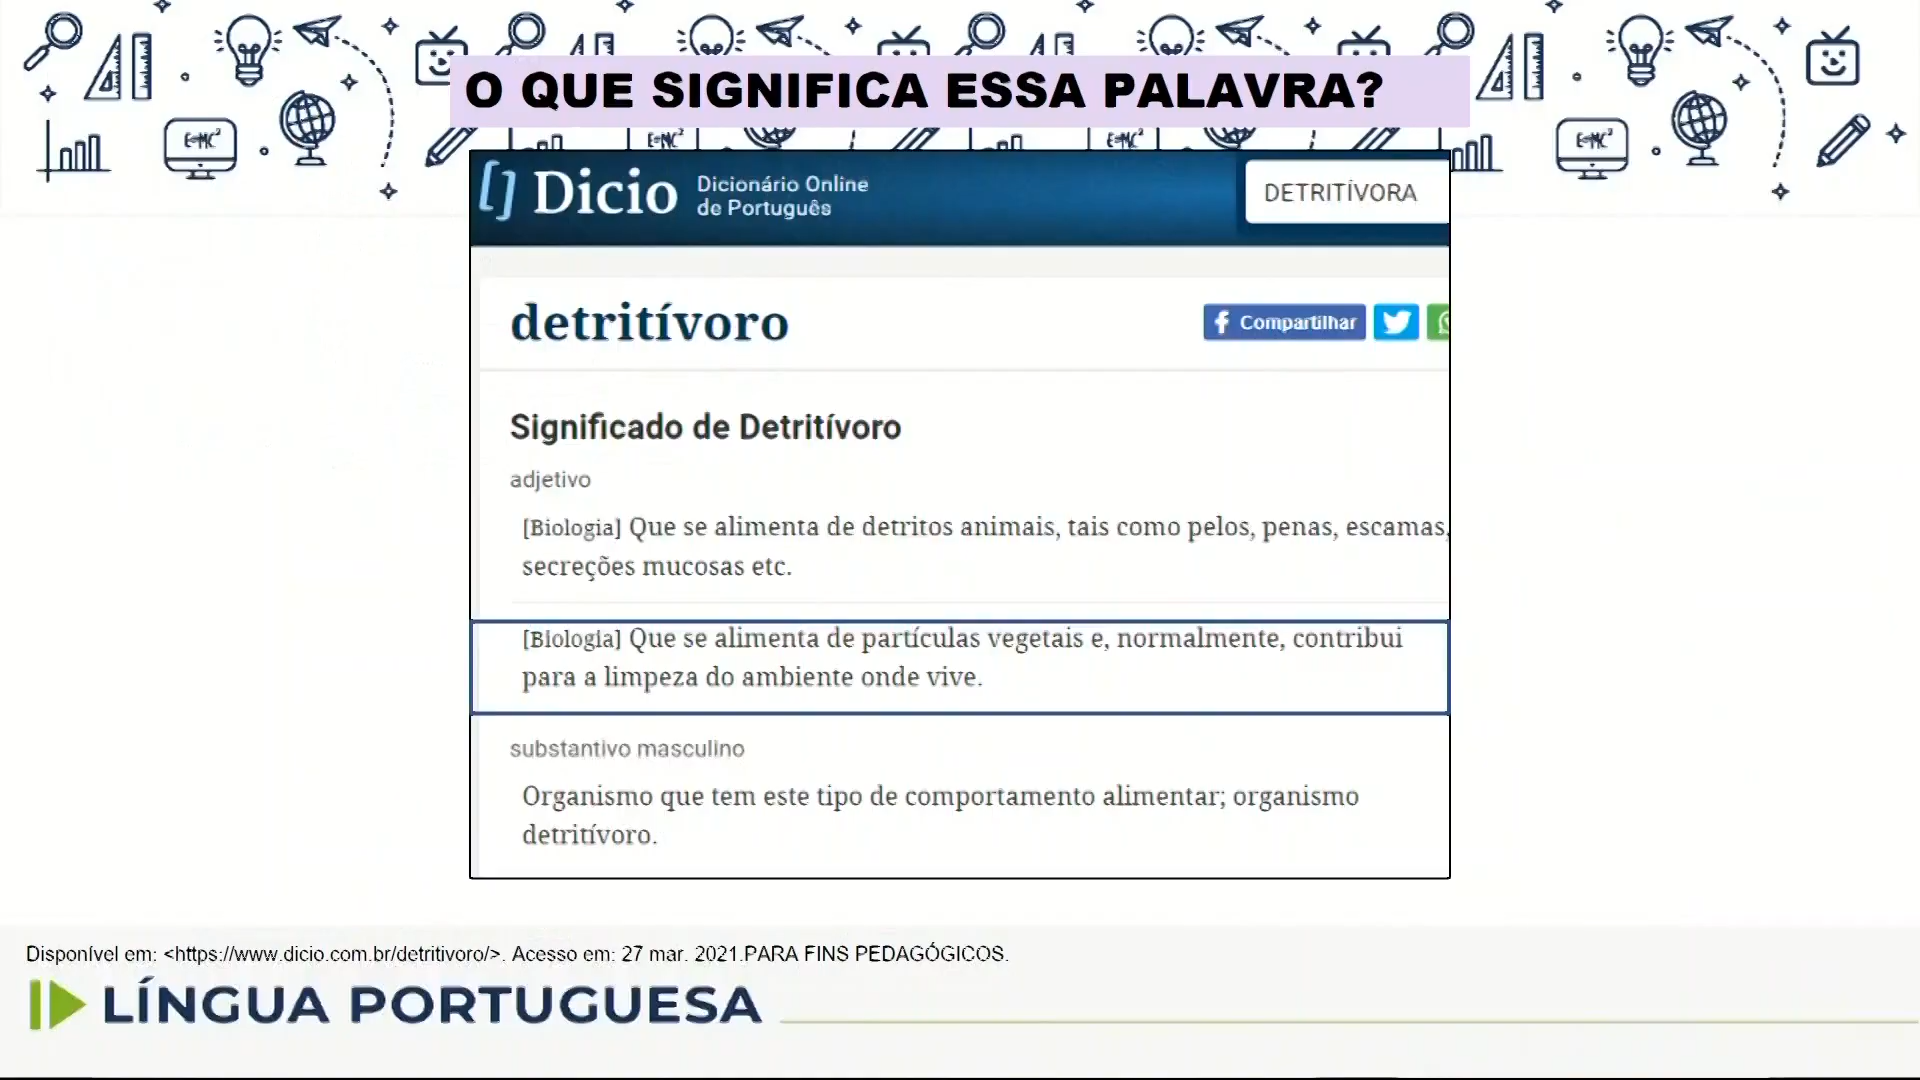 O QUE SIGNIFICA ESSA PALAVRA?
E=MC²
E=MC²
E=MC²
E=MC²
Dicio
Dicionário Online
de Português
DETRITÍVORA
detritívoro
Compartilhar
Significado de Detritívoro
adjetivo
[Biologia] Que se alimenta de detritos animais, tais como pelos, penas, escamas,
secreções mucosas etc.
[Biologia] Que se alimenta de partículas vegetais e, normalmente, contribui
para a limpeza do ambiente onde vive.
substantivo masculino
Organismo que tem este tipo de comportamento alimentar; organismo
detritívoro.
Disponível em: <https://www.dicio.com.br/detritivoro/>. Acesso em: 27 mar. 2021.PARA FINS PEDAGÓGICOS.
LÍNGUA PORTUGUESA